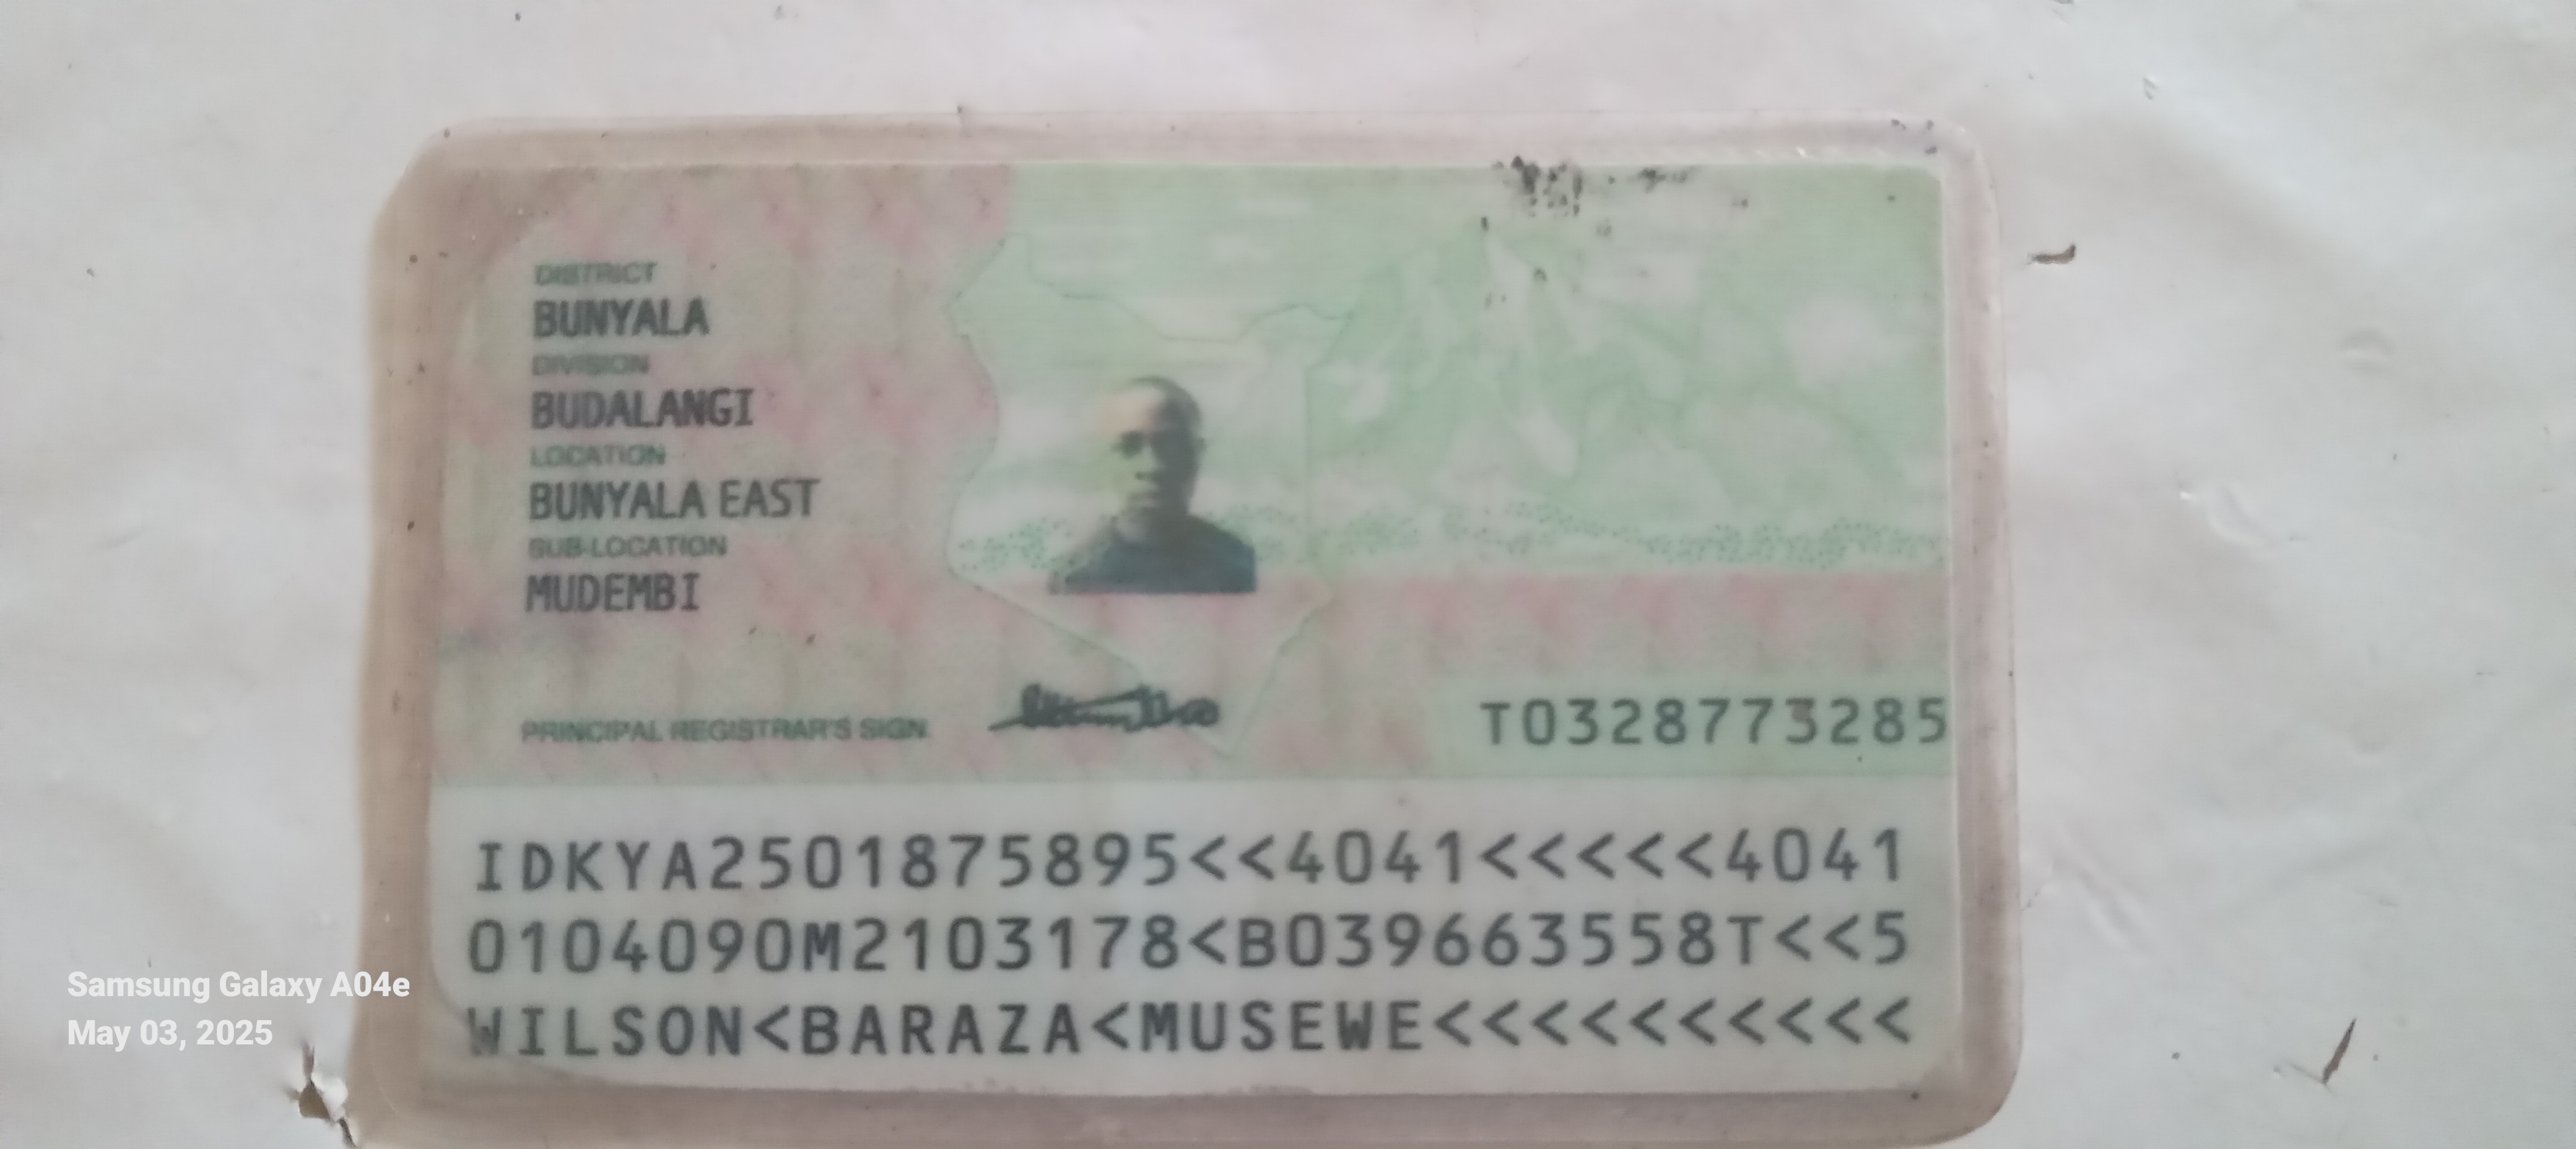 DISTRICT
BUNYALA
DIVISION
BUDALANGI
LOCATION
BUNYALA EAST
SUB-LOCATION
MUDEMBI
PRINCIPAL REGISTRAR'S SIGN.
T0328773285
IDKYA2501875895<<4041<<<<<4041
0104090M2103178<B039663558T<<5
WILSON<BARAZA<MUSEWE<<<<<<<<<<
Samsung Galaxy A04e
May 03, 2025